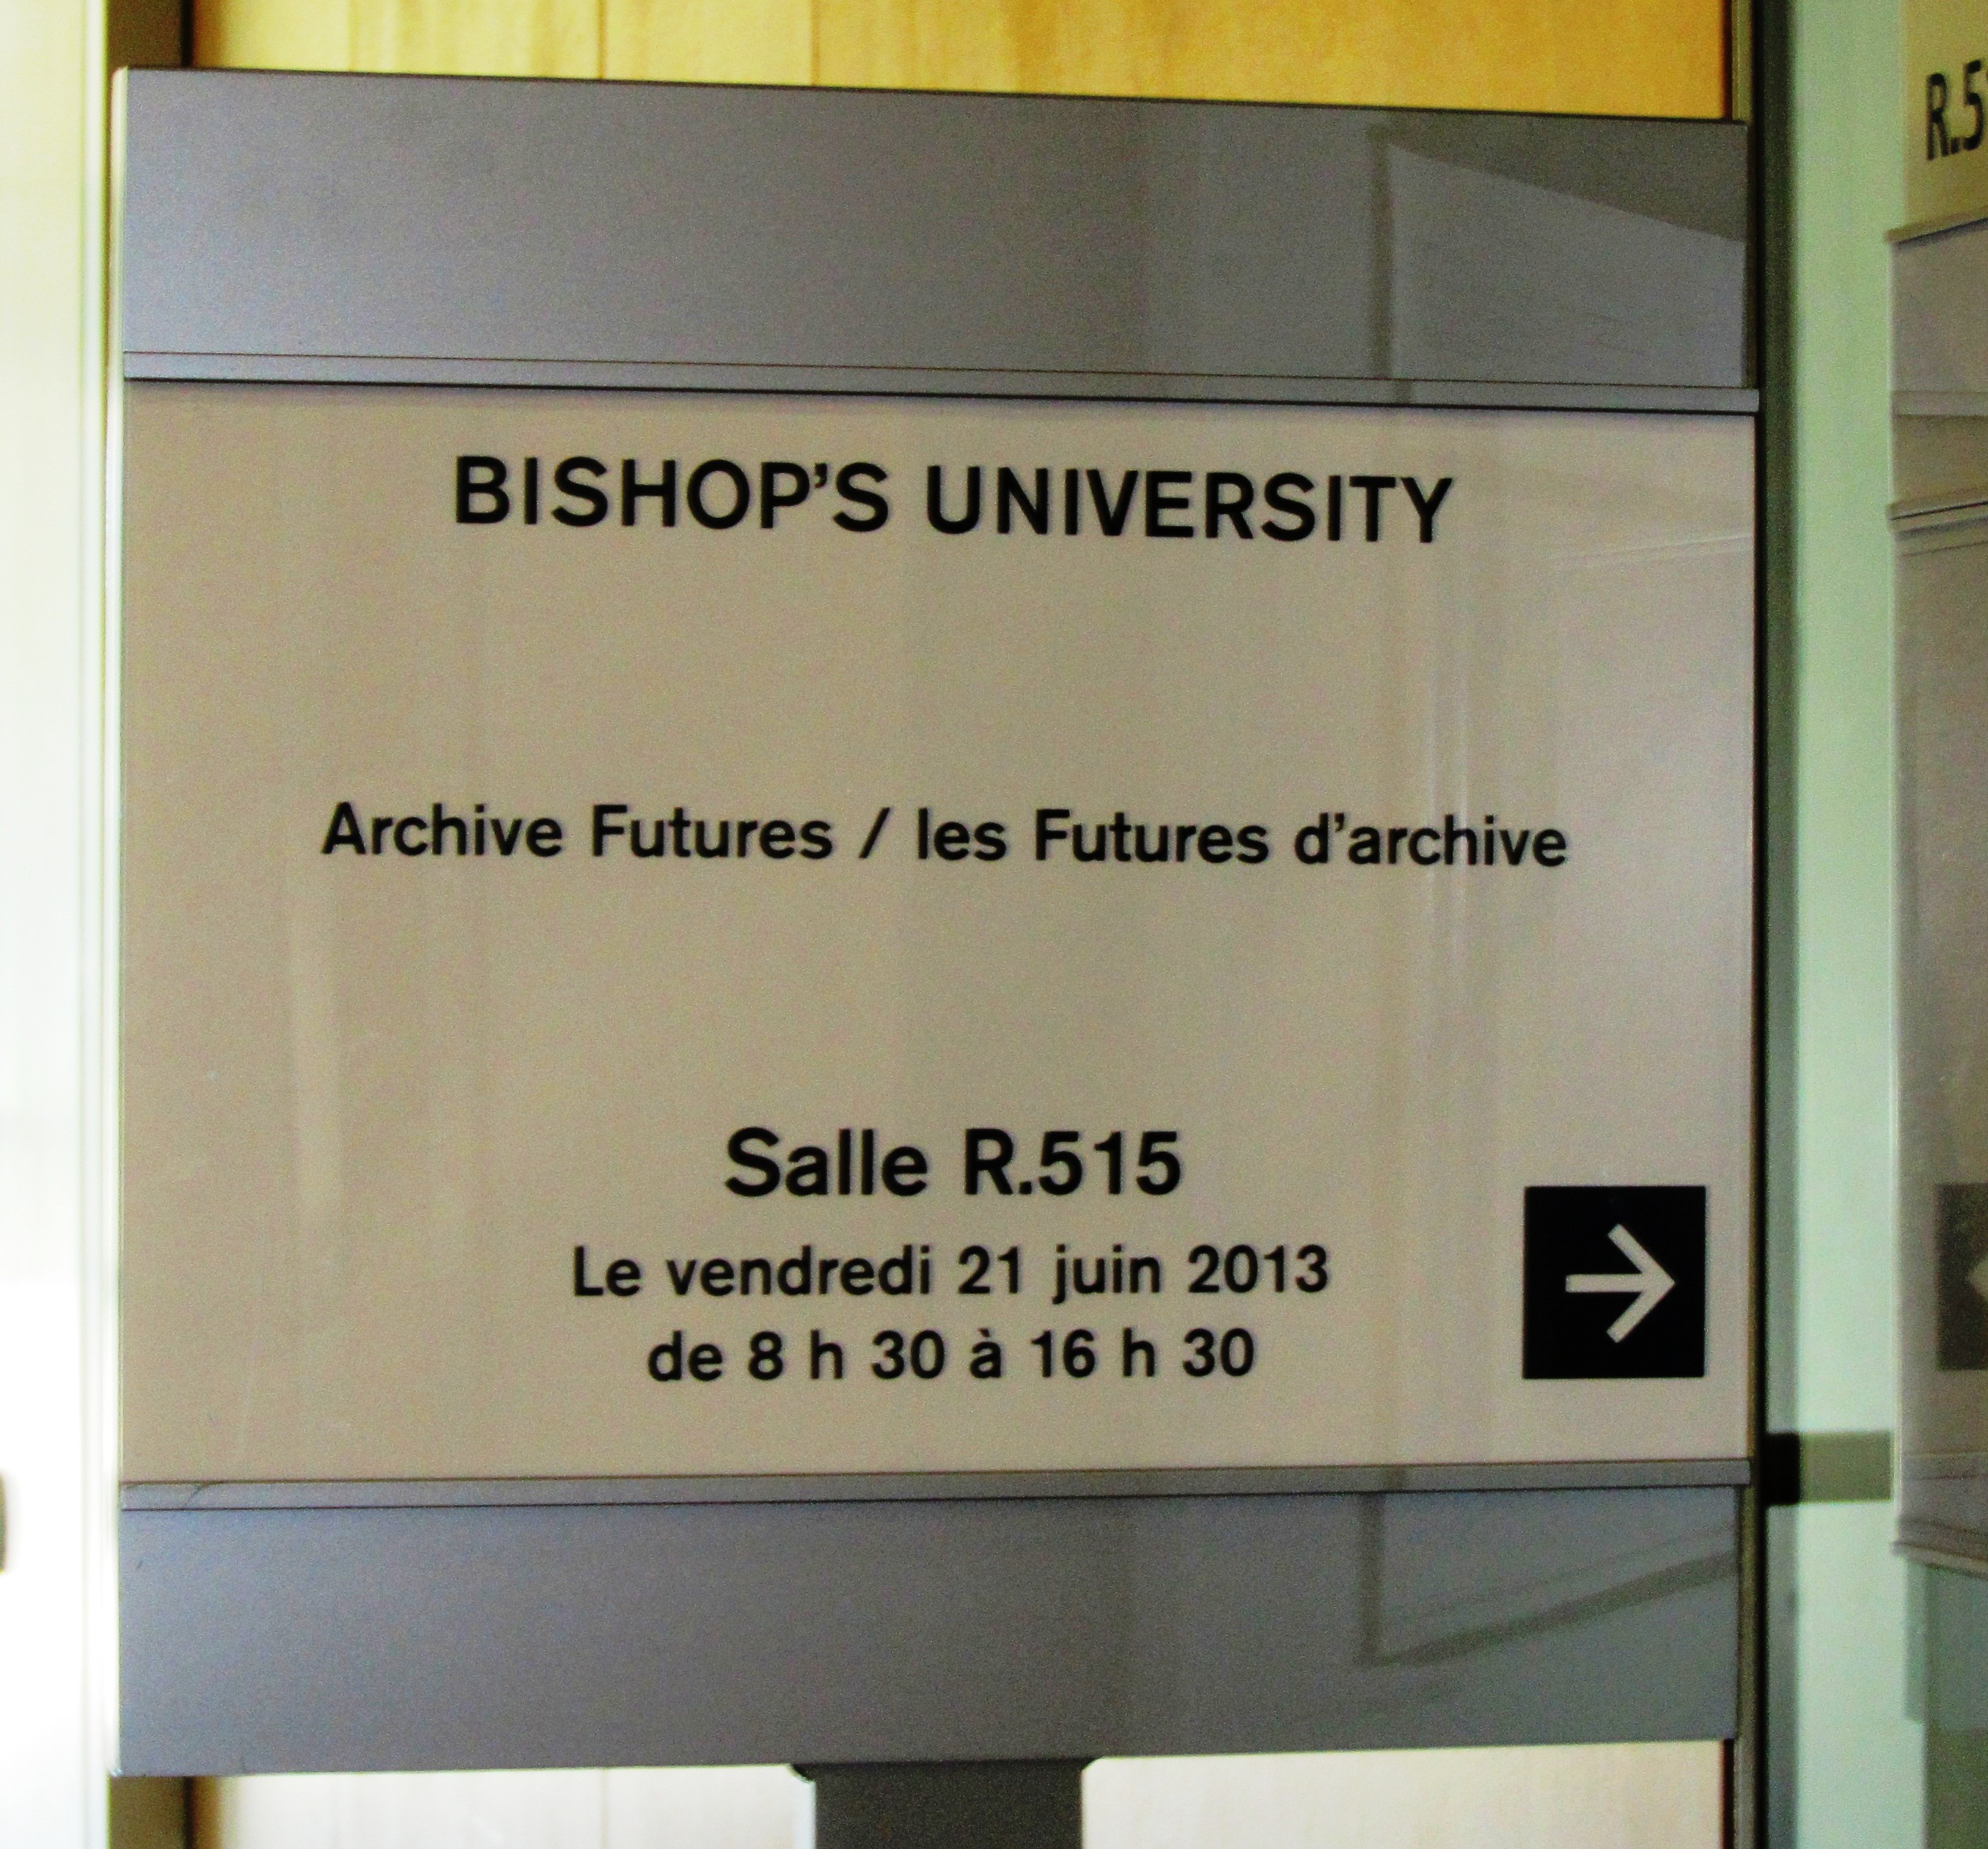 BISHOP'S UNIVERSITY
Archive Futures / les Futures d'archive
Salle R.515
Le vendredi 21 juin 2013
de 8 h 30 à 16 h 30